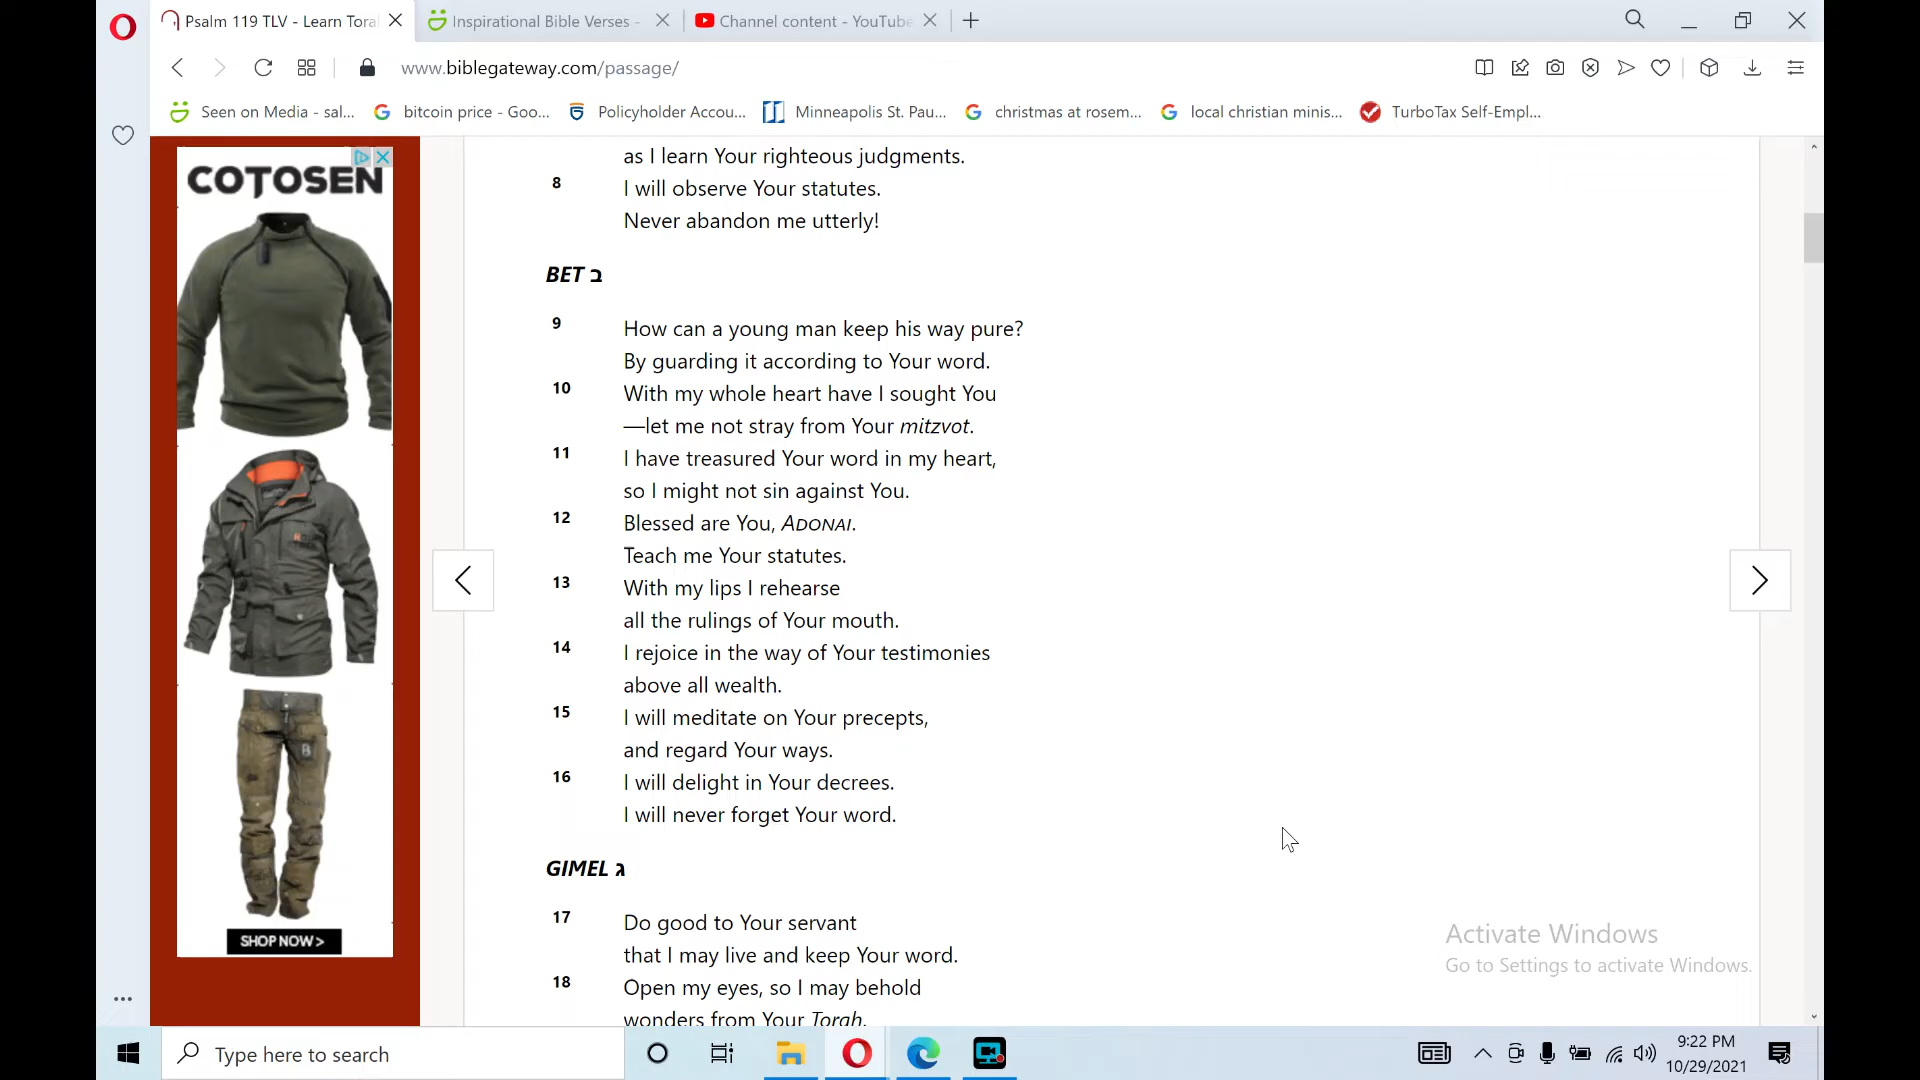 Psalm 119 TLV - Learn Tora
Inspirational Bible Verses -
Channel content - YouTube
www.biblegateway.com/passage/
Seen on Media - sal...
bitcoin price - Goo...
Policyholder Accou...
Minneapolis St. Pau...
christmas at rosem...
local christian minis...
TurboTax Self-Empl...
COTOSEN
SHOP NOW >
as I learn Your righteous judgments.
8 I will observe Your statutes.
Never abandon me utterly!
BET ב
9 How can a young man keep his way pure?
By guarding it according to Your word.
10 With my whole heart have I sought You
—let me not stray from Your mitzvot.
11 I have treasured Your word in my heart,
so I might not sin against You.
12 Blessed are You, ADONAI.
Teach me Your statutes.
13 With my lips I rehearse
all the rulings of Your mouth.
14 I rejoice in the way of Your testimonies
above all wealth.
15 I will meditate on Your precepts,
and regard Your ways.
16 I will delight in Your decrees.
I will never forget Your word.
GIMEL ג
17 Do good to Your servant
that I may live and keep Your word.
18 Open my eyes, so I may behold
wonders from Your Torah.
Activate Windows
Go to Settings to activate Windows.
Type here to search
9:22 PM
10/29/2021